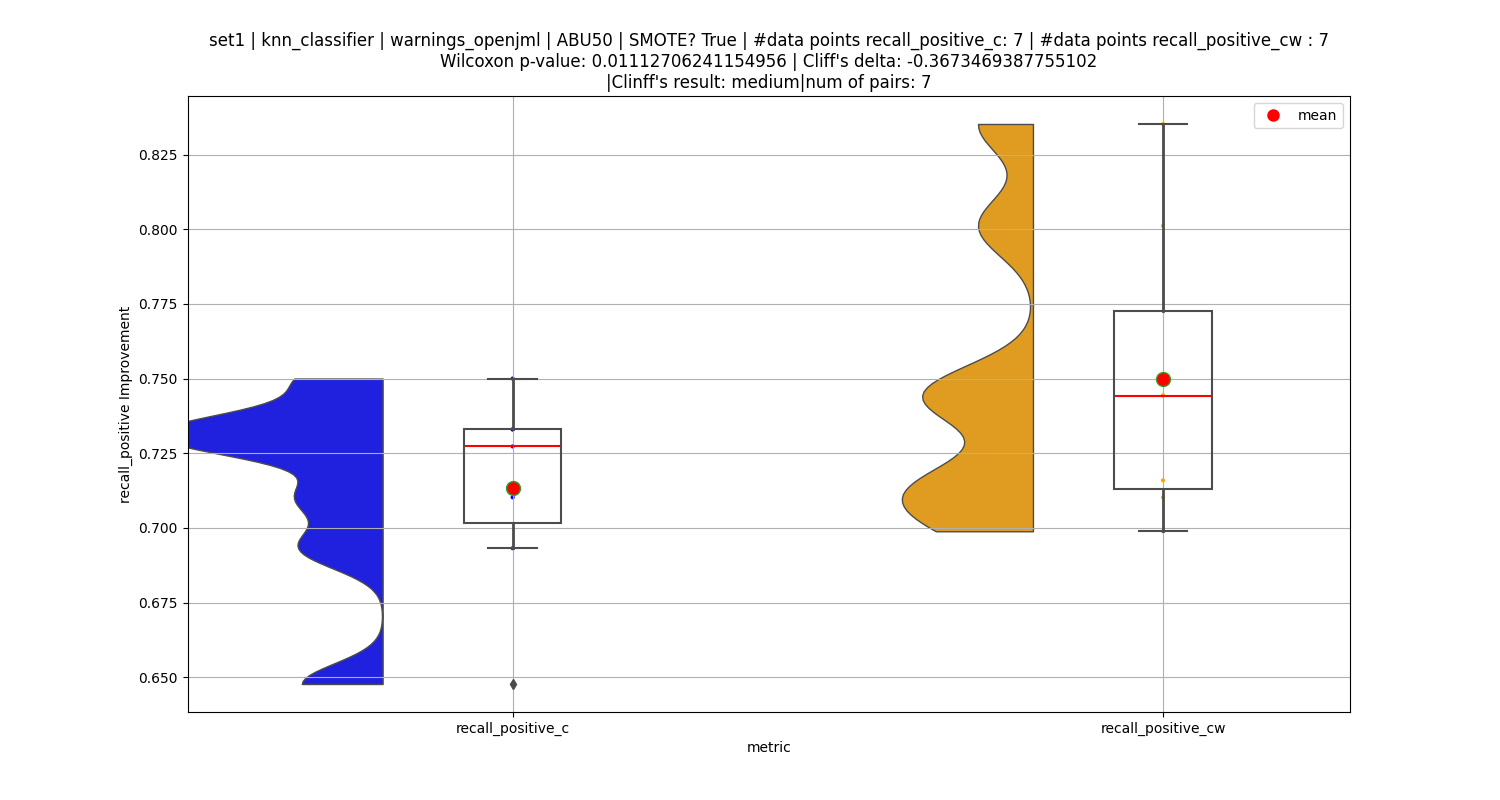 set1 | knn_classifier | warnings_openjml | ABU50 | SMOTE? True | #data points recall_positive_c: 7 | #data points recall_positive_cw : 7
Wilcoxon p-value: 0.01112706241154956 | Cliff's delta: -0.3673469387755102
|Clinff's result: medium|num of pairs: 7
mean
recall_positive Improvement
0.825
0.800
0.775
0.750
0.725
0.700
0.675
0.650
recall_positive_c
recall_positive_cw
metric